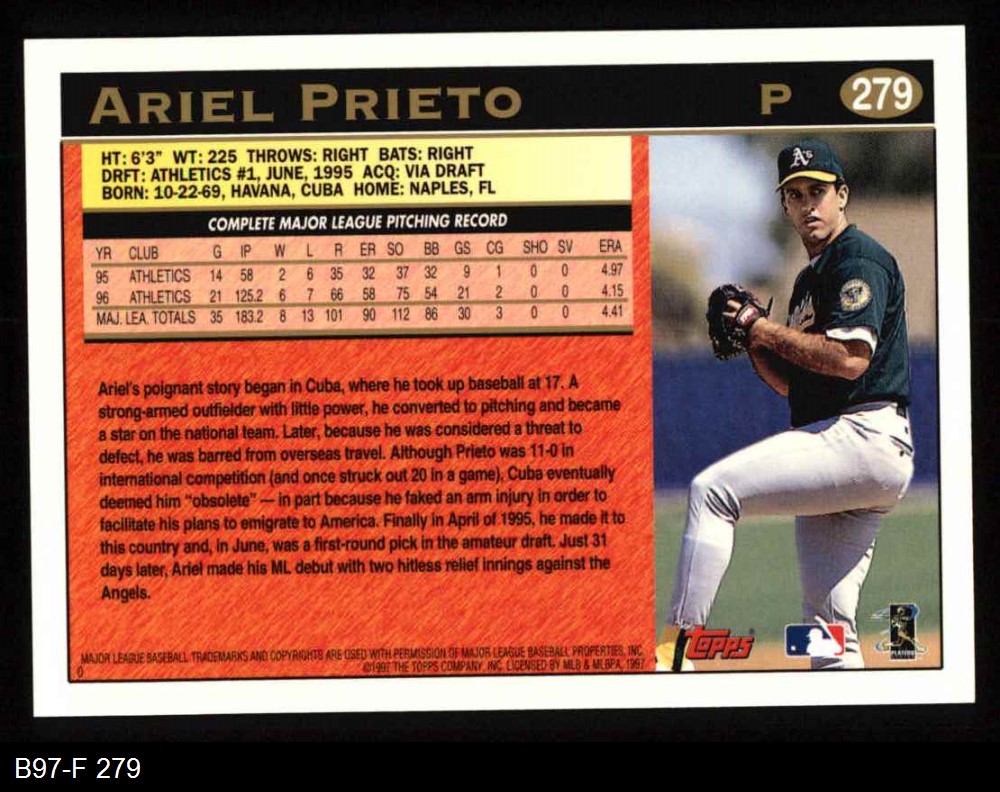 ARIEL PRIETO P 279
HT: 6'3" WT: 225 THROWS: RIGHT BATS: RIGHT
DRFT: ATHLETICS #1, JUNE, 1995 ACQ: VIA DRAFT
BORN: 10-22-69, HAVANA, CUBA HOME: NAPLES, FL
COMPLETE MAJOR LEAGUE PITCHING RECORD
YR CLUB G IP W L R ER SO BB GS CG SHO SV ERA
95 ATHLETICS 14 58 2 6 35 32 37 32 9 1 0 0 4.97
96 ATHLETICS 21 125.2 6 7 66 58 75 54 21 2 0 0 4.15
MAJ. LEA. TOTALS 35 183.2 8 13 101 90 112 86 30 3 0 0 4.41
Ariel's poignant story began in Cuba, where he took up baseball at 17. A
strong-armed outfielder with little power, he converted to pitching and became
a star on the national team. Later, because he was considered a threat to
defect, he was barred from overseas travel. Although Prieto was 11-0 in
international competition (and once struck out 20 in a game), Cuba eventually
deemed him "obsolete" — in part because he faked an arm injury in order to
facilitate his plans to emigrate to America. Finally in April of 1995, he made it to
this country and, in June, was a first-round pick in the amateur draft. Just 31
days later, Ariel made his ML debut with two hitless relief innings against the
Angels.
A's
TOPPS
PLAYERS
MAJOR LEAGUE BASEBALL TRADEMARKS AND COPYRIGHTS ARE USED WITH PERMISSION OF MAJOR LEAGUE BASEBALL PROPERTIES, INC.
©1997 THE TOPPS COMPANY, INC. LICENSED BY MLB & MLBPA, 1997
0
B97-F 279